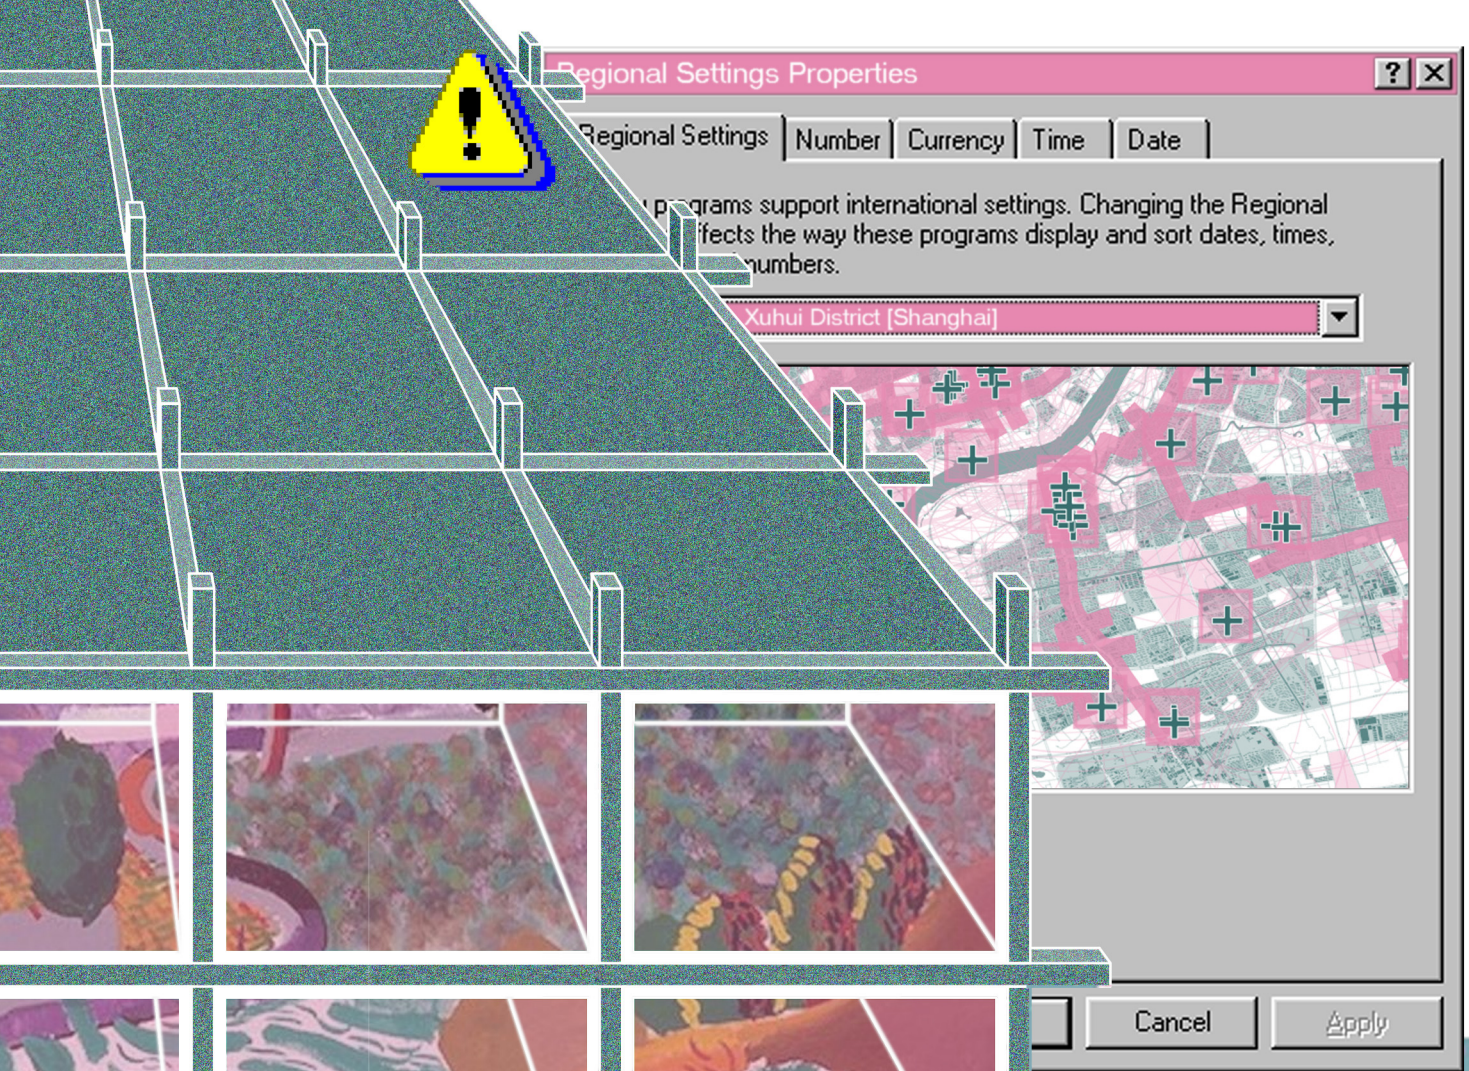 Regional Settings Properties
Regional Settings Number Currency Time Date
programs support international settings. Changing the Regional
the way these programs display and sort dates, times,
numbers.
Xuhui District [Shanghai]
Cancel Apply